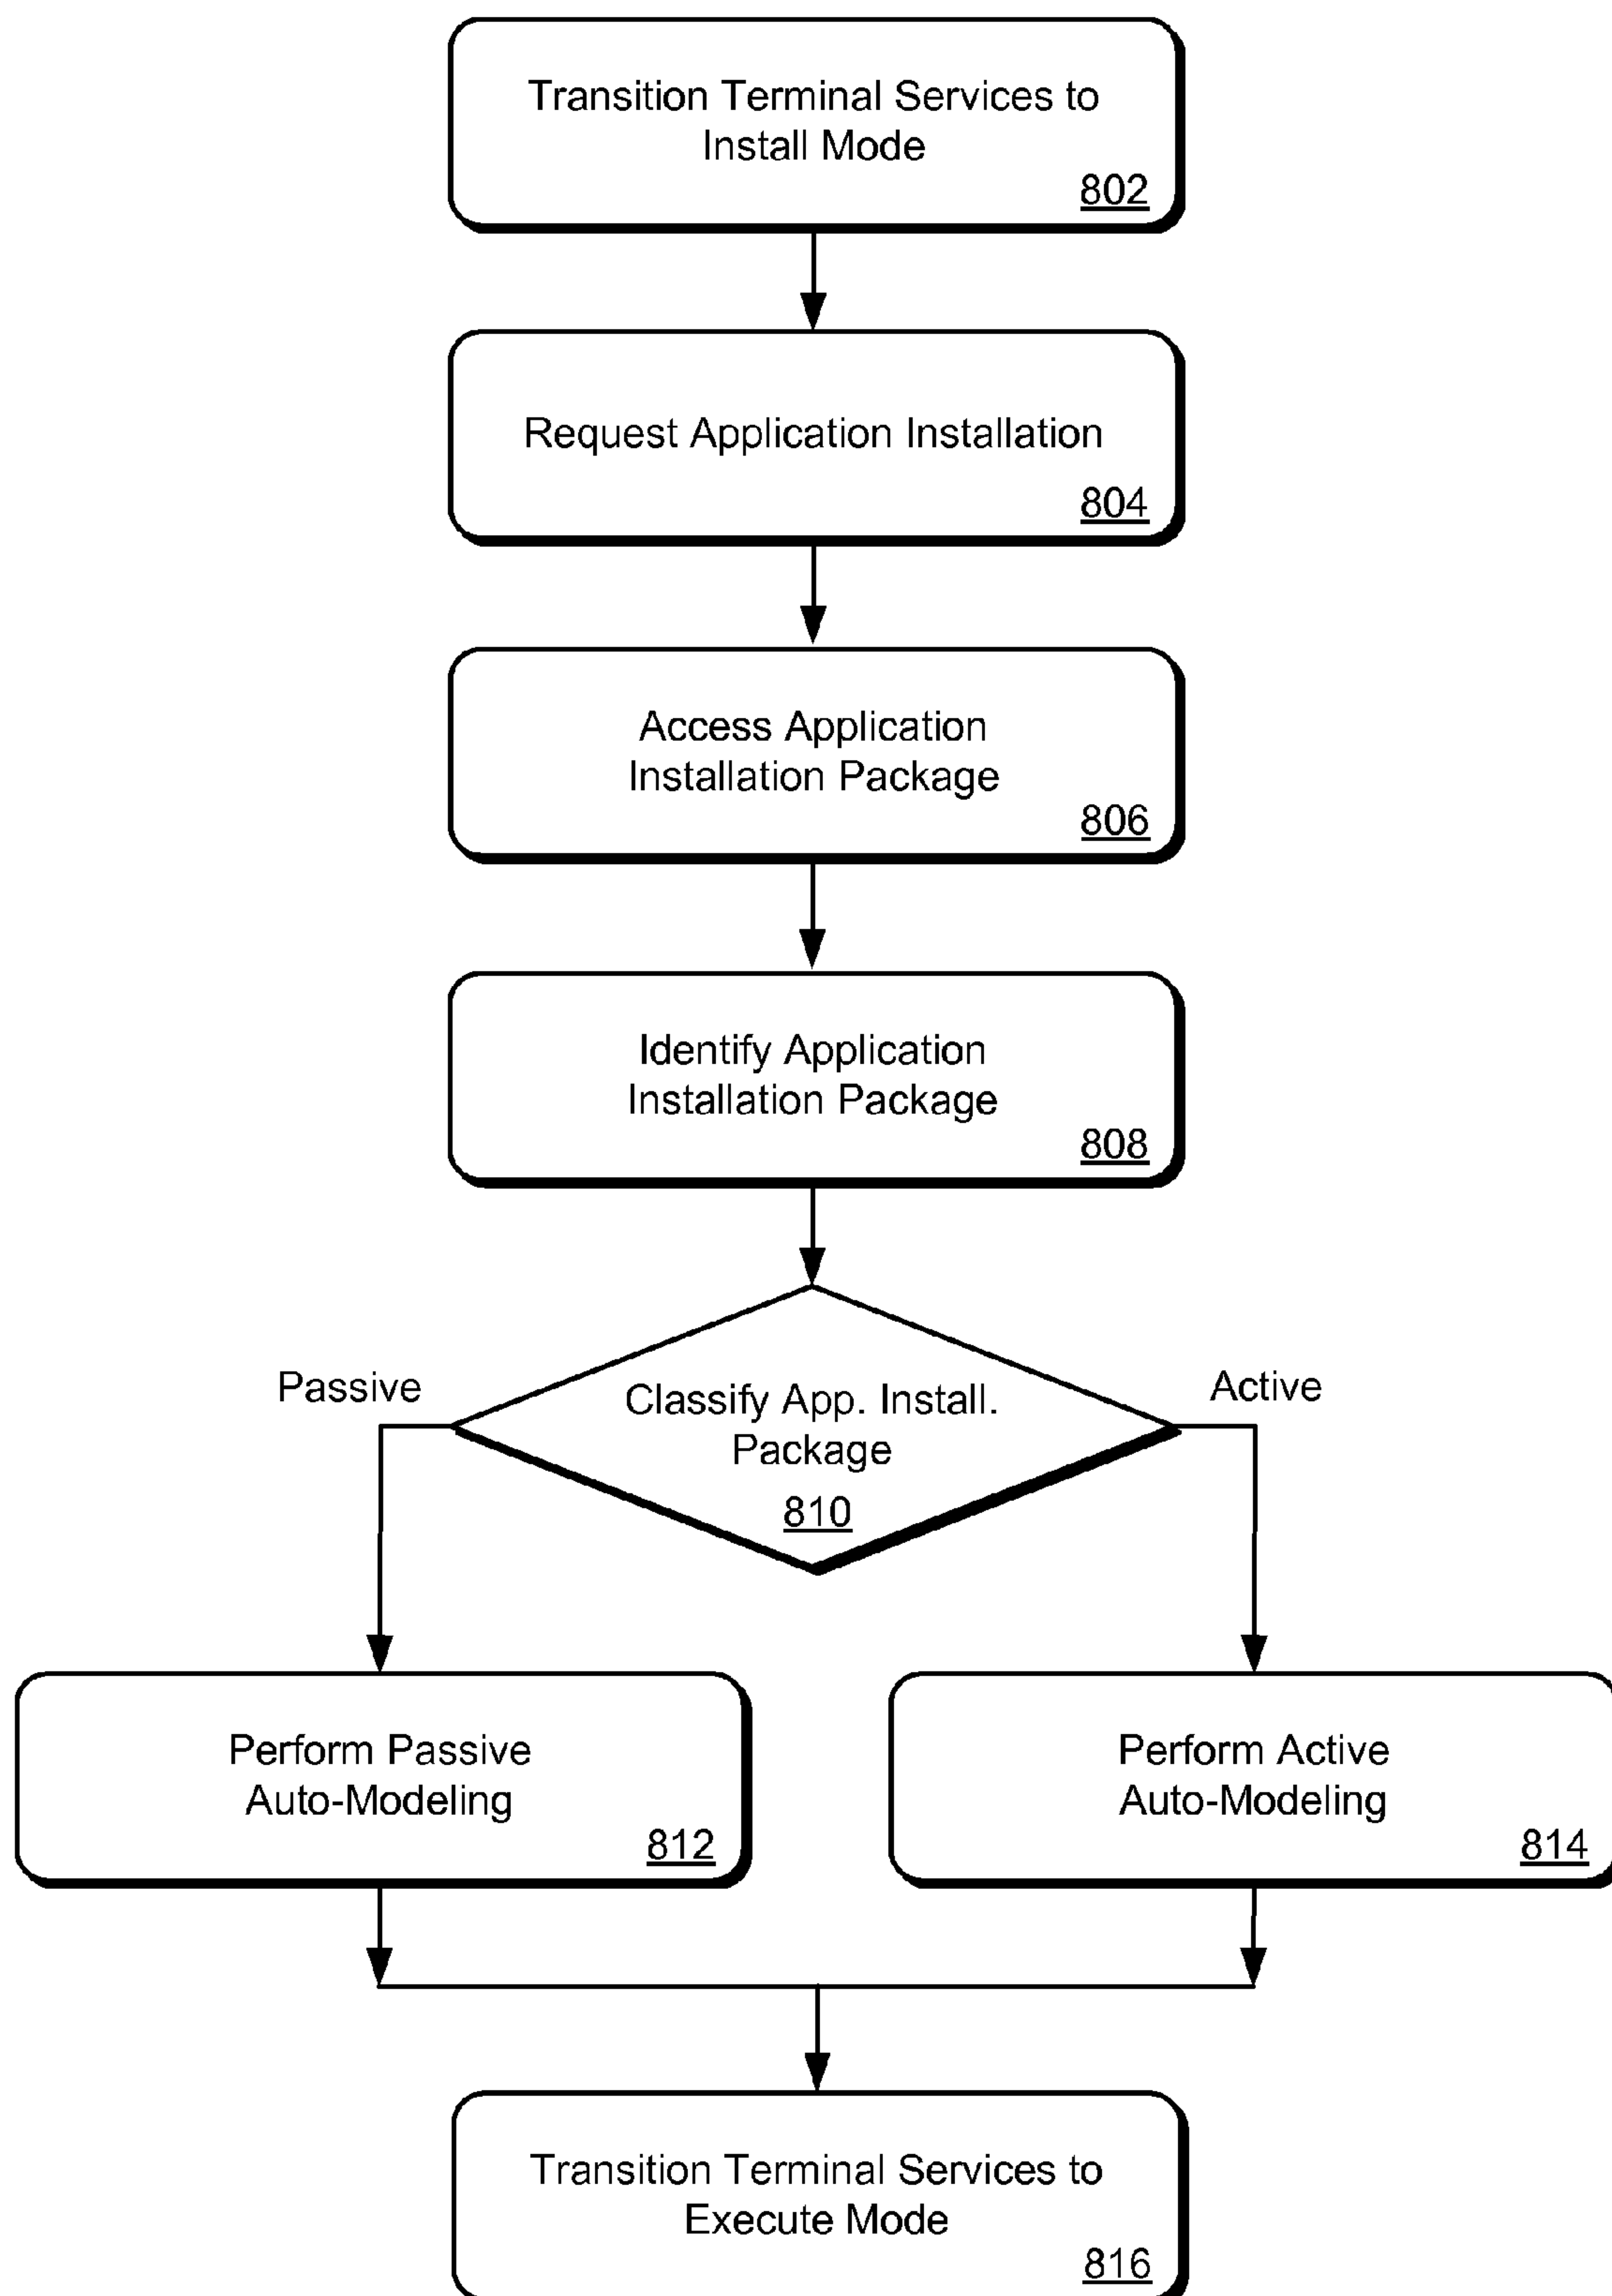 Transition Terminal Services to
Install Mode
802
Request Application Installation
804
Access Application
Installation Package
806
Identify Application
Installation Package
808
Passive
Active
Classify App. Install.
Package
810
Perform Passive
Auto-Modeling
812
Perform Active
Auto-Modeling
814
Transition Terminal Services to
Execute Mode
816